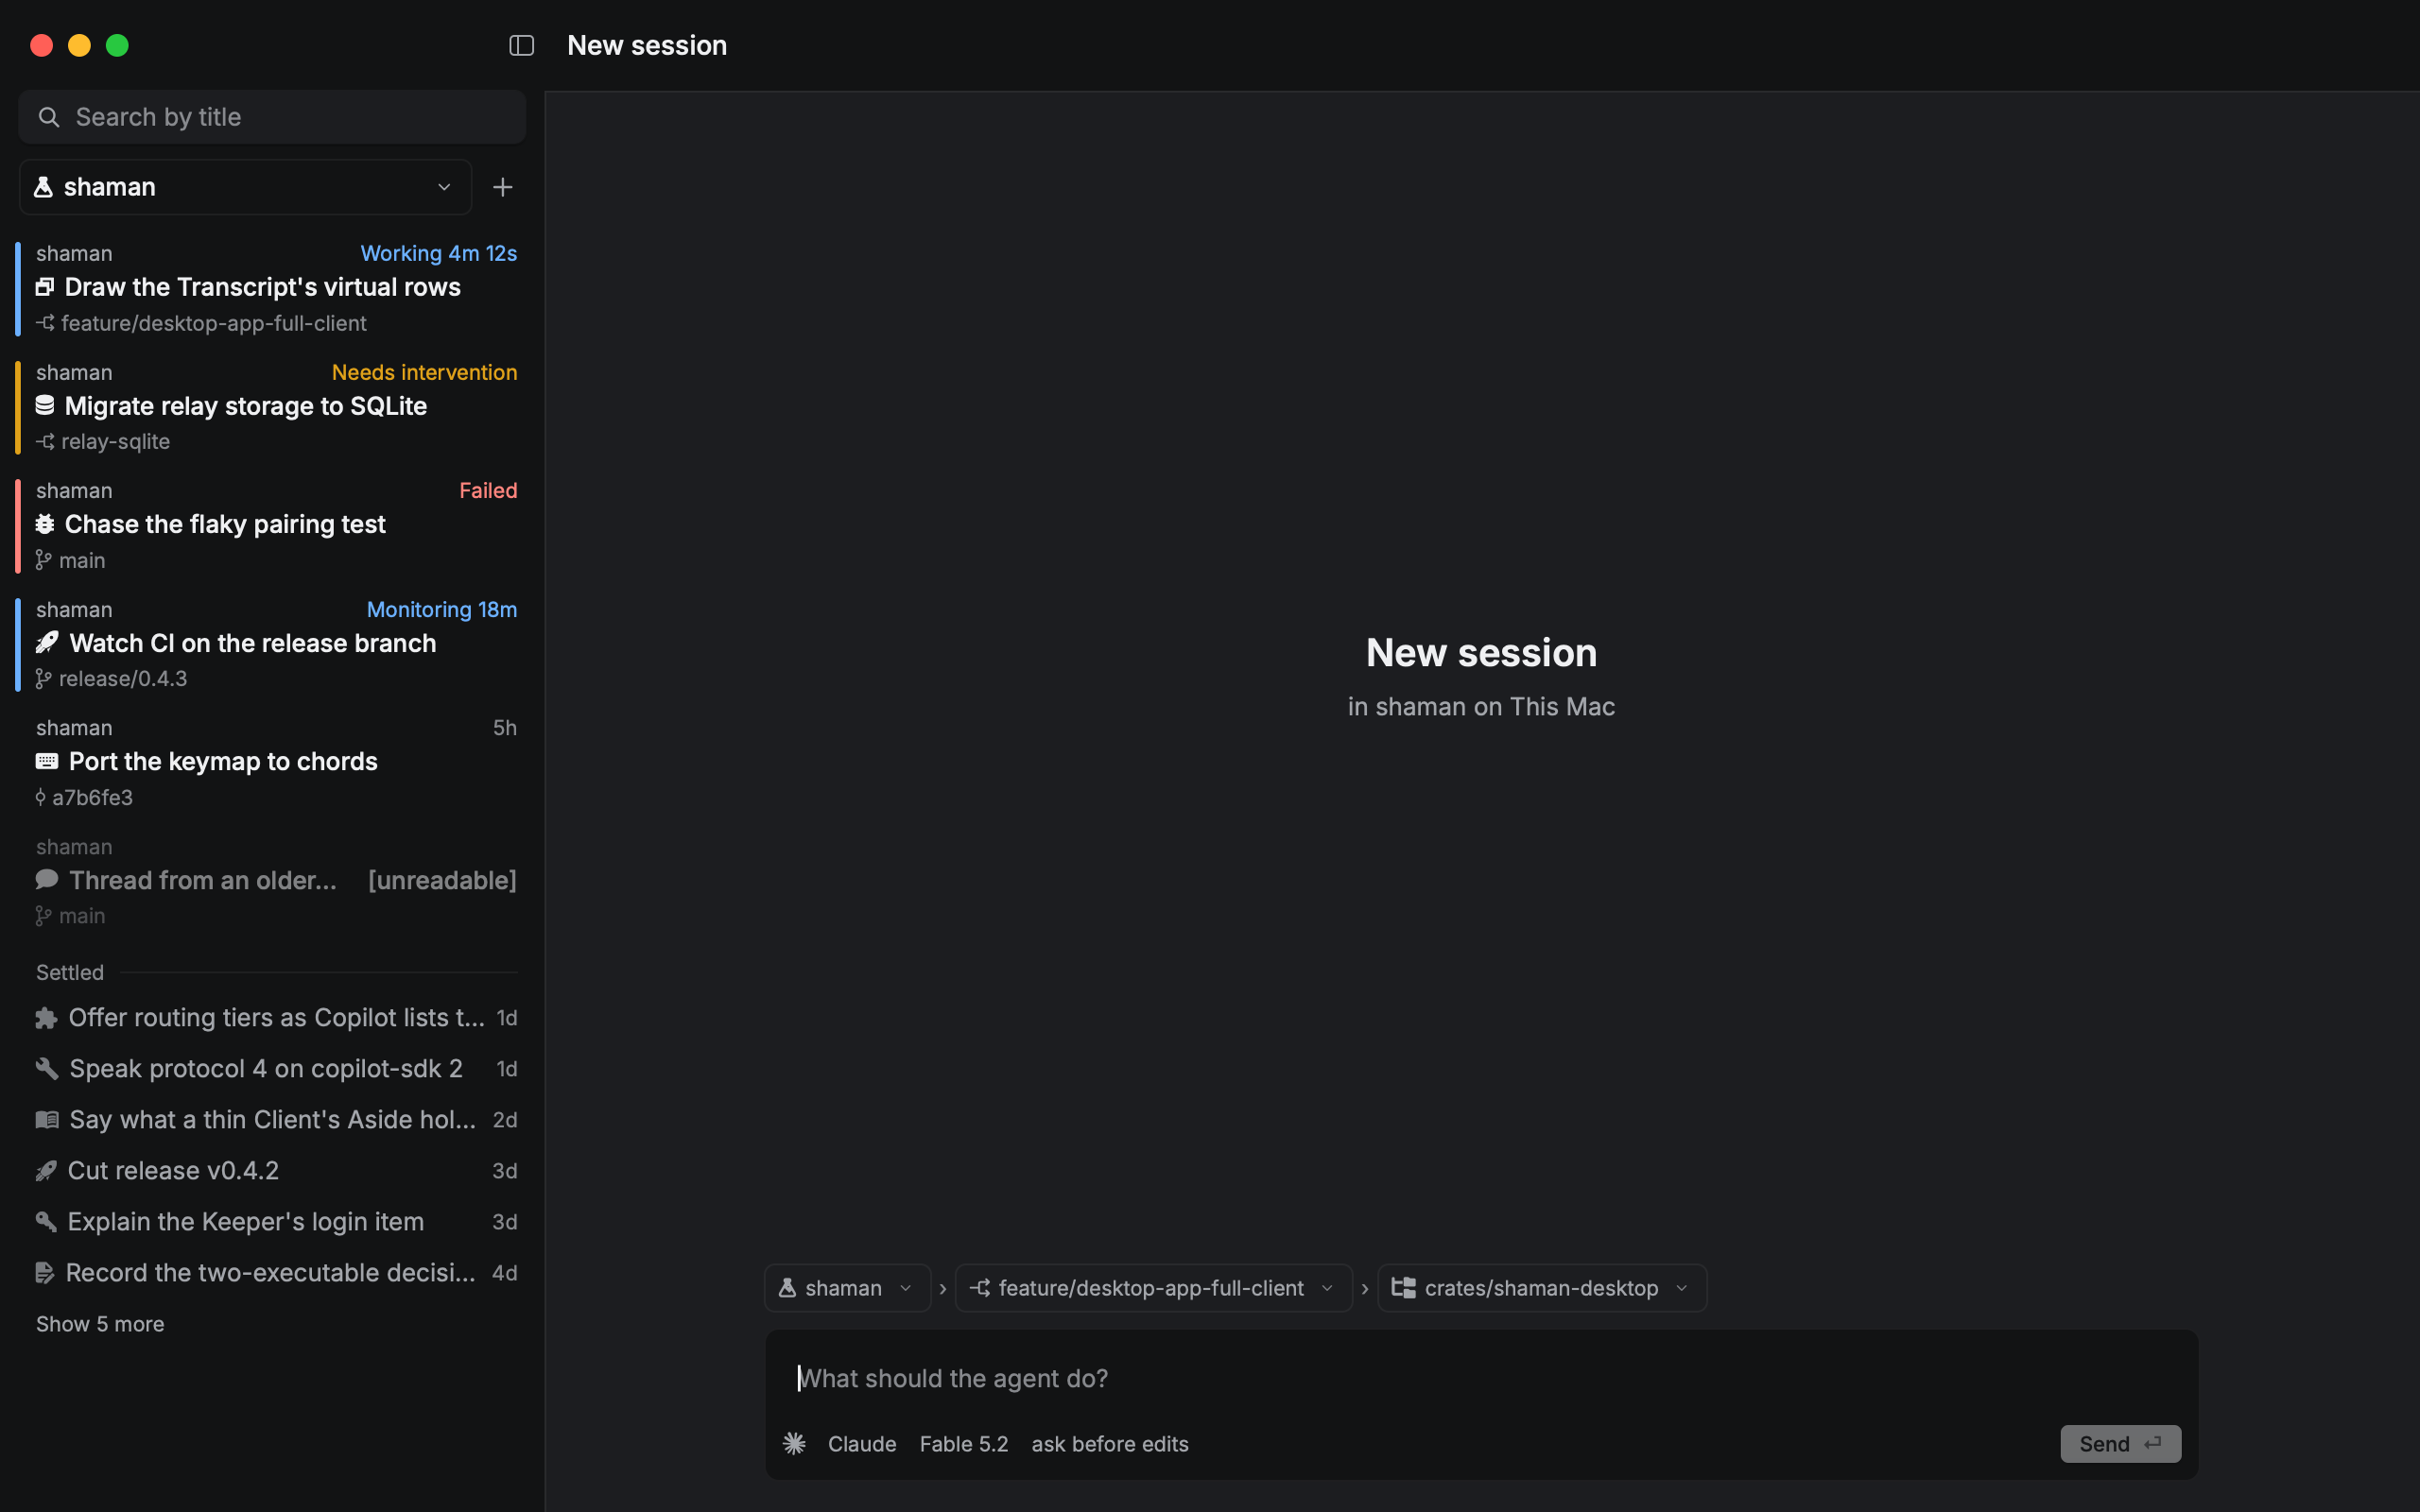 New session
Search by title
shaman
shaman Working 4m 12s
Draw the Transcript's virtual rows
feature/desktop-app-full-client
shaman Needs intervention
Migrate relay storage to SQLite
relay-sqlite
shaman Failed
Chase the flaky pairing test
main
shaman Monitoring 18m
Watch CI on the release branch
release/0.4.3
shaman 5h
Port the keymap to chords
a7b6fe3
shaman
Thread from an older... [unreadable]
main
Settled
Offer routing tiers as Copilot lists t... 1d
Speak protocol 4 on copilot-sdk 2 1d
Say what a thin Client's Aside hol... 2d
Cut release v0.4.2 3d
Explain the Keeper's login item 3d
Record the two-executable decisi... 4d
Show 5 more
New session
in shaman on This Mac
shaman › feature/desktop-app-full-client › crates/shaman-desktop
What should the agent do?
Claude Fable 5.2 ask before edits Send